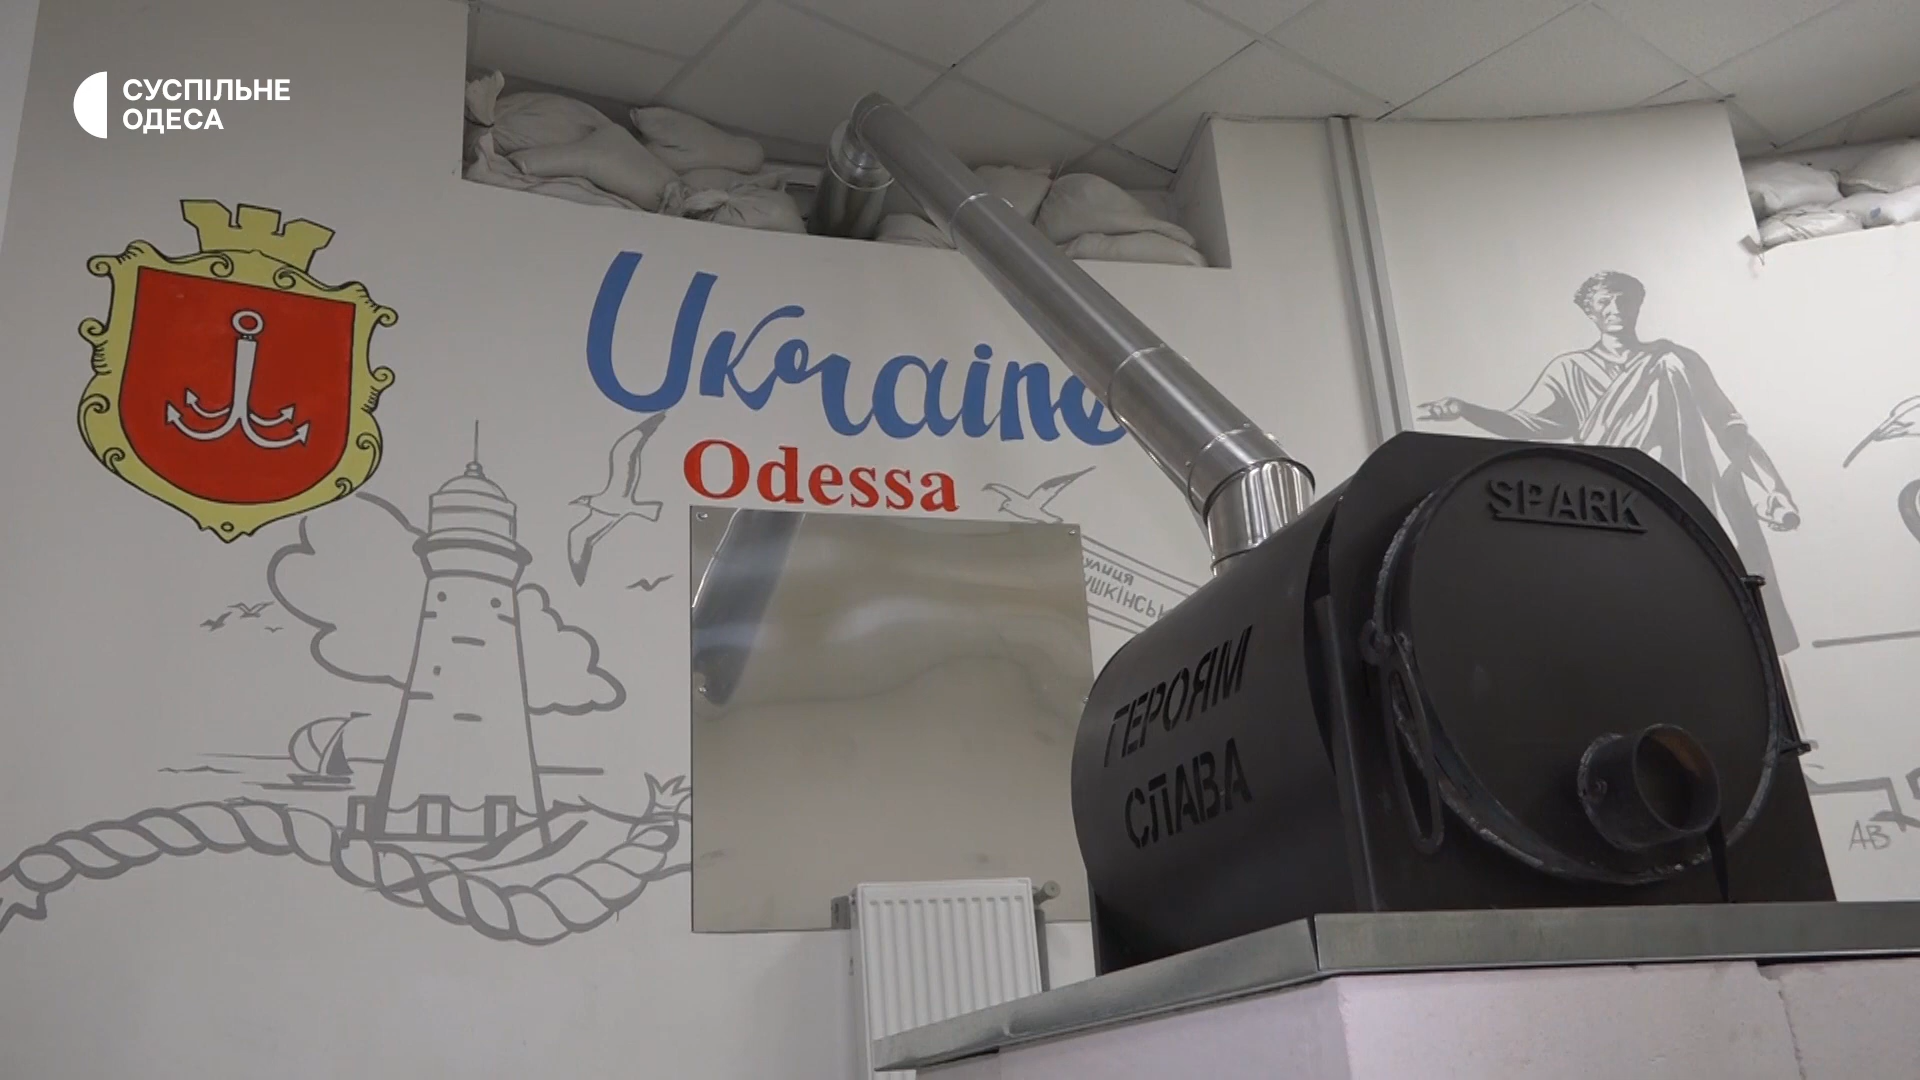 СУСПІЛЬНЕ
ОДЕСА
Ukraine
Odessa
SPARK
ГЕРОЯМ
СЛАВА
АВ